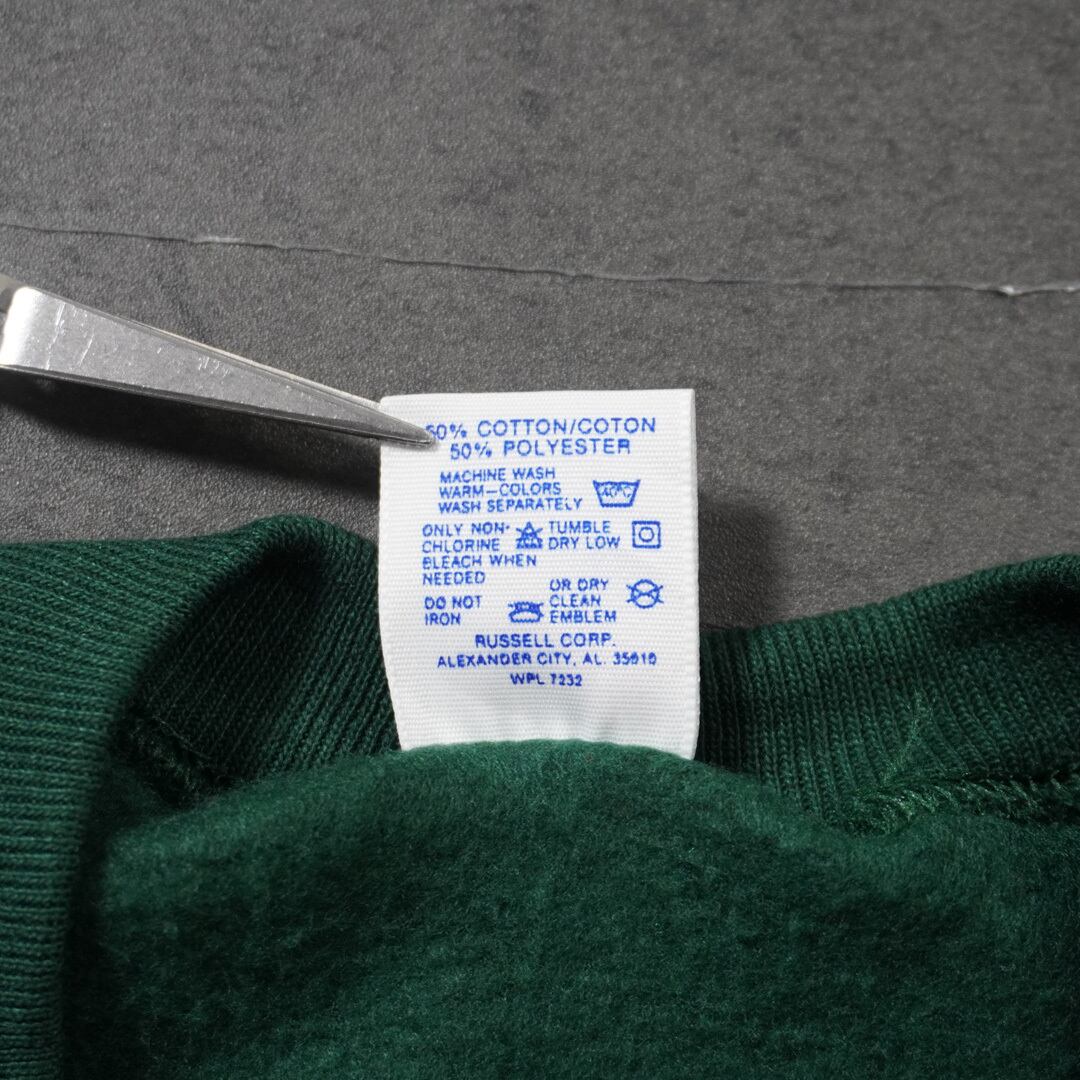 50% COTTON/COTON
50% POLYESTER
MACHINE WASH
WARM—COLORS
WASH SEPARATELY
ONLY NON-
CHLORINE
BLEACH WHEN
NEEDED
TUMBLE
DRY LOW
DO NOT
IRON
OR DRY
CLEAN
EMBLEM
RUSSELL CORP.
ALEXANDER CITY, AL. 35010
WPL 7232